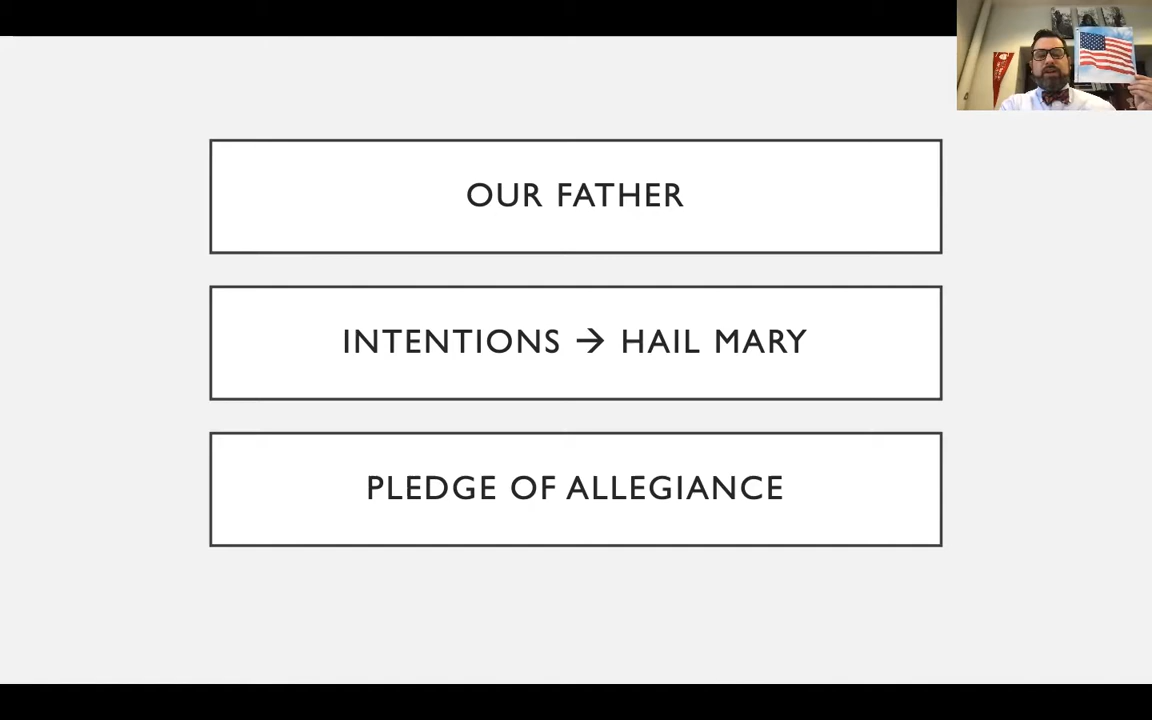 OUR FATHER
INTENTIONS → HAIL MARY
PLEDGE OF ALLEGIANCE